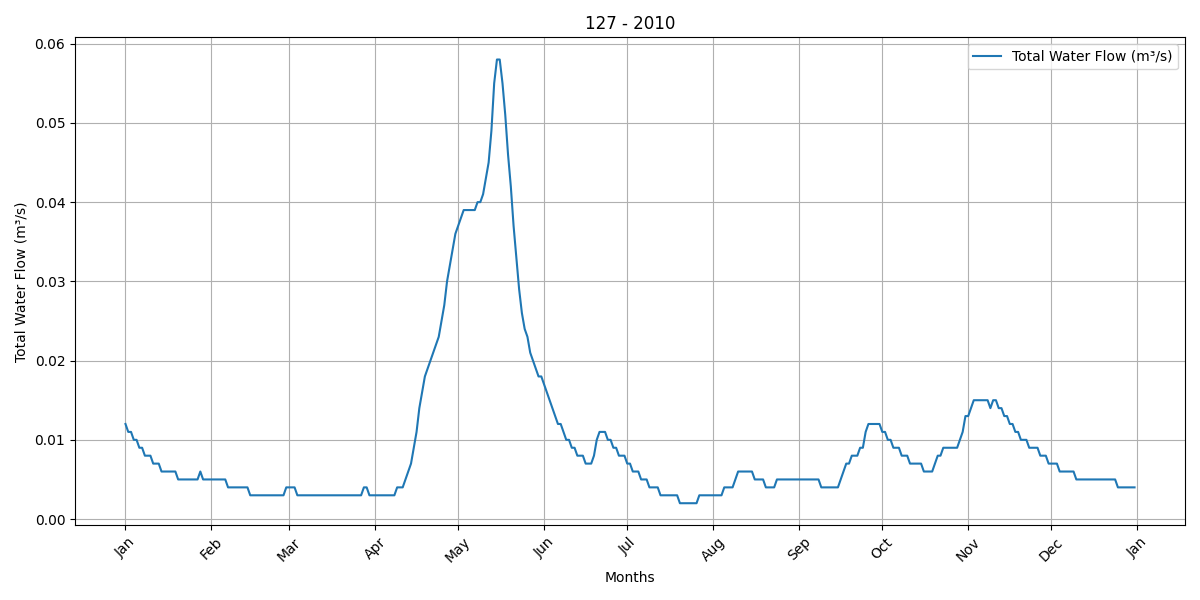 127 - 2010
Total Water Flow (m³/s)
Total Water Flow (m³/s)
0.06
0.05
0.04
0.03
0.02
0.01
0.00
Jan
Feb
Mar
Apr
May
Jun
Jul
Aug
Sep
Oct
Nov
Dec
Jan
Months